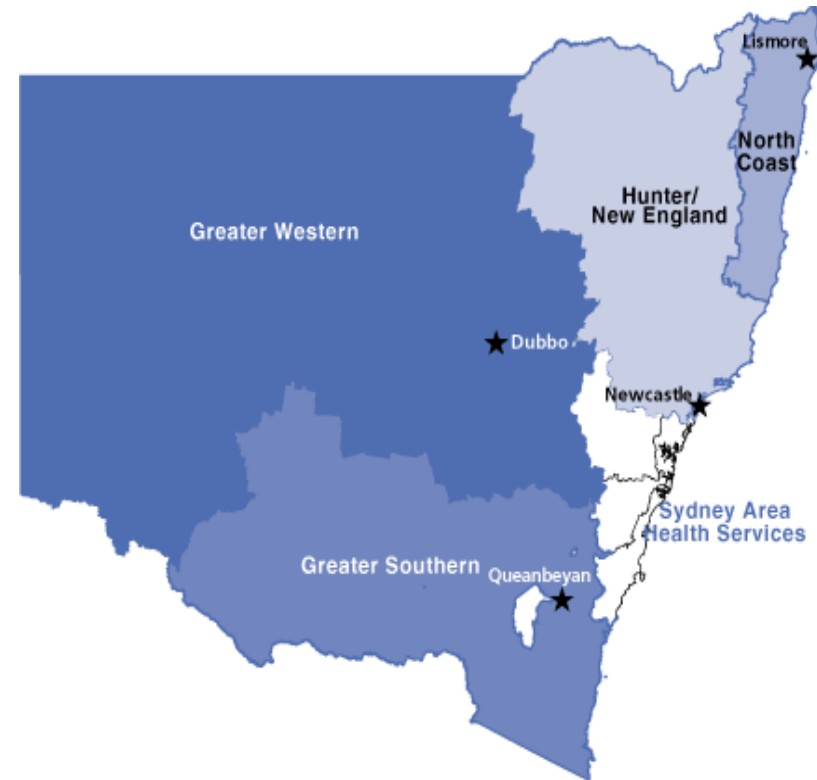 Lismore
North
Coast
Hunter/
New England
Greater Western
Dubbo
Newcastle
Sydney Area
Health Services
Greater Southern
Queanbeyan